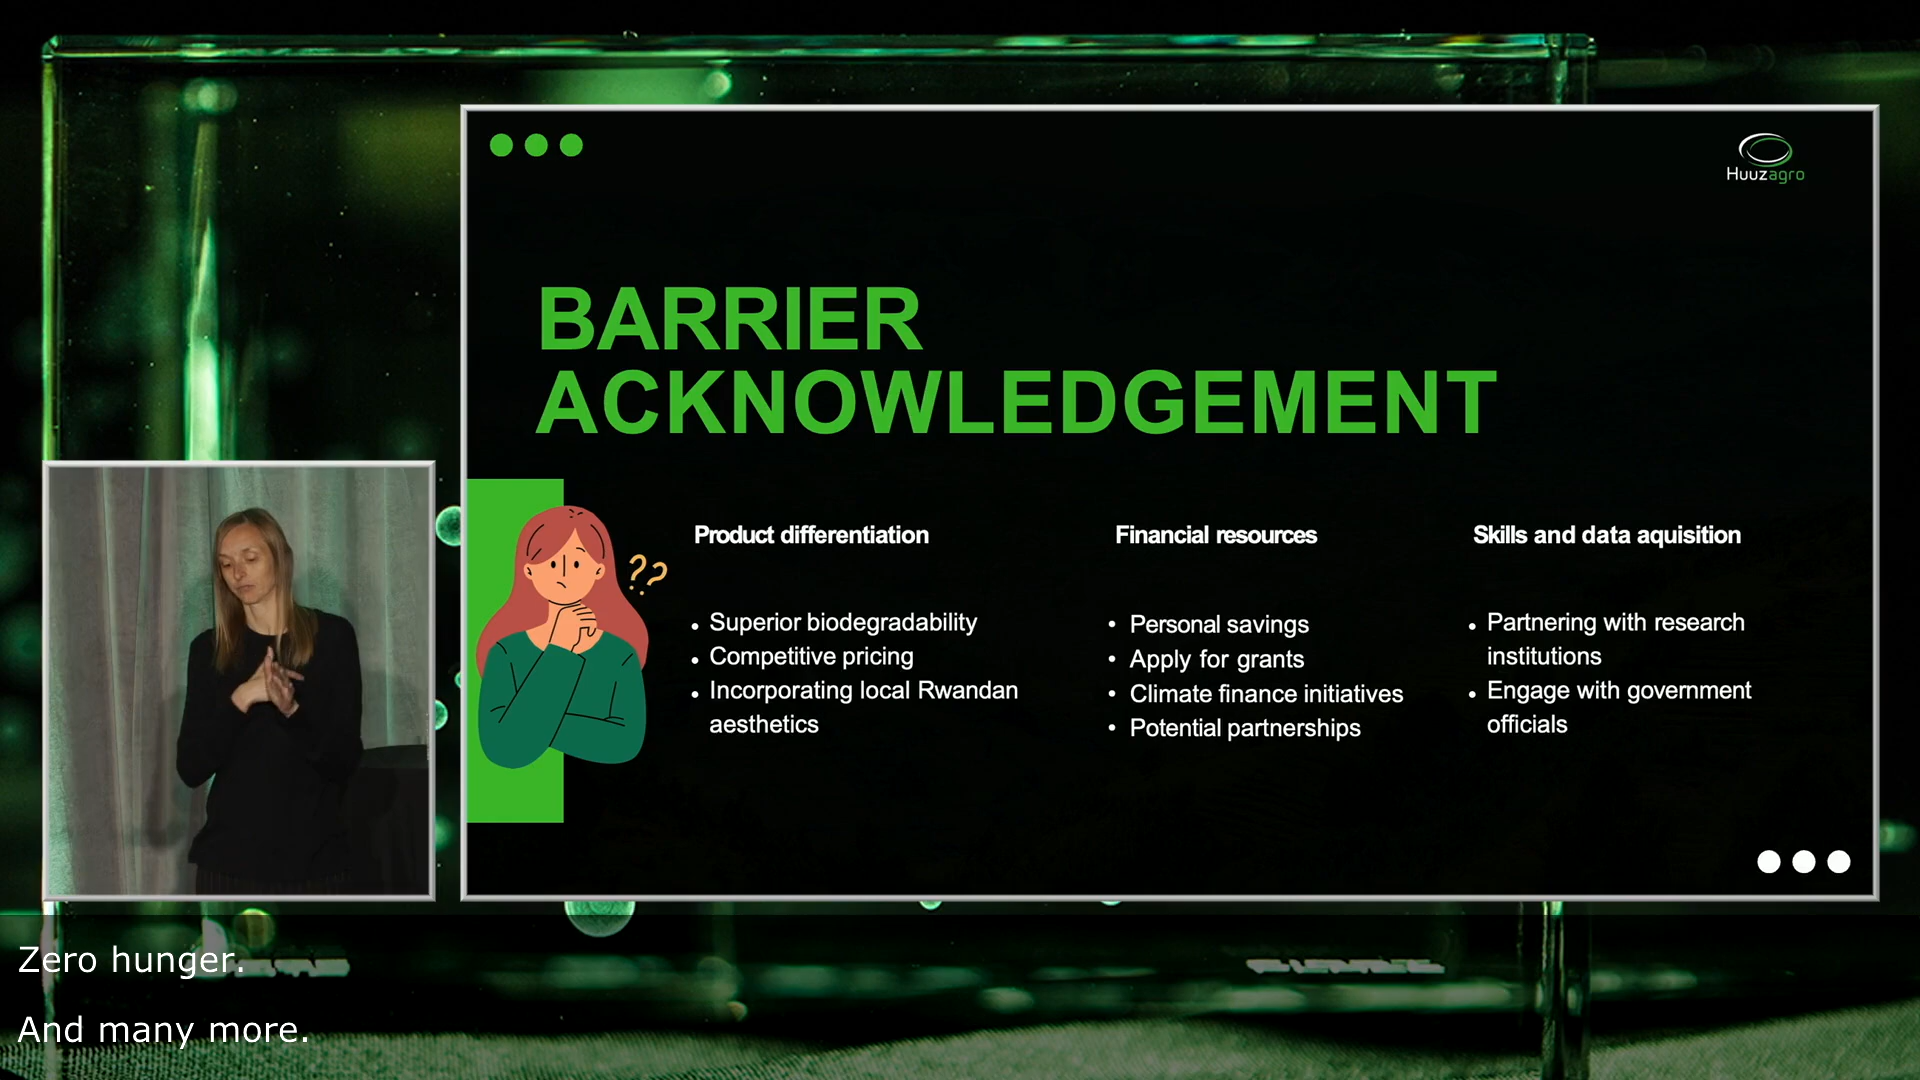 Huuzagro
BARRIER
ACKNOWLEDGEMENT
??
Product differentiation
• Superior biodegradability
• Competitive pricing
• Incorporating local Rwandan
aesthetics
Financial resources
• Personal savings
• Apply for grants
• Climate finance initiatives
• Potential partnerships
Skills and data aquisition
• Partnering with research
institutions
• Engage with government
officials
Zero hunger.
And many more.